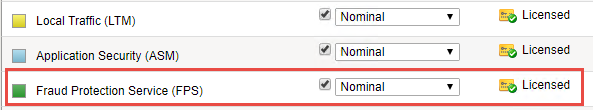 Local Traffic (LTM) Nominal Licensed
Application Security (ASM) Nominal Licensed
Fraud Protection Service (FPS) Nominal Licensed